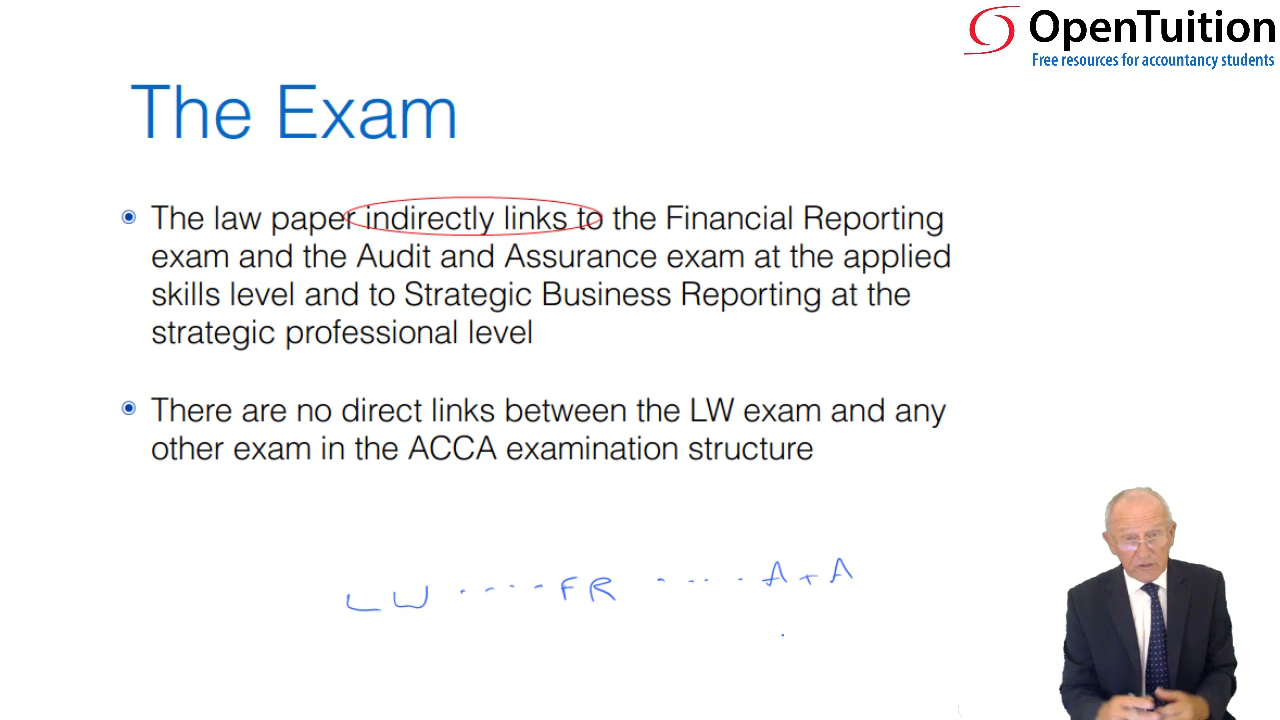 OpenTuition
Free resources for accountancy students
The Exam
The law paper indirectly links to the Financial Reporting
exam and the Audit and Assurance exam at the applied
skills level and to Strategic Business Reporting at the
strategic professional level
There are no direct links between the LW exam and any
other exam in the ACCA examination structure
LW ---- FR ---- A+A